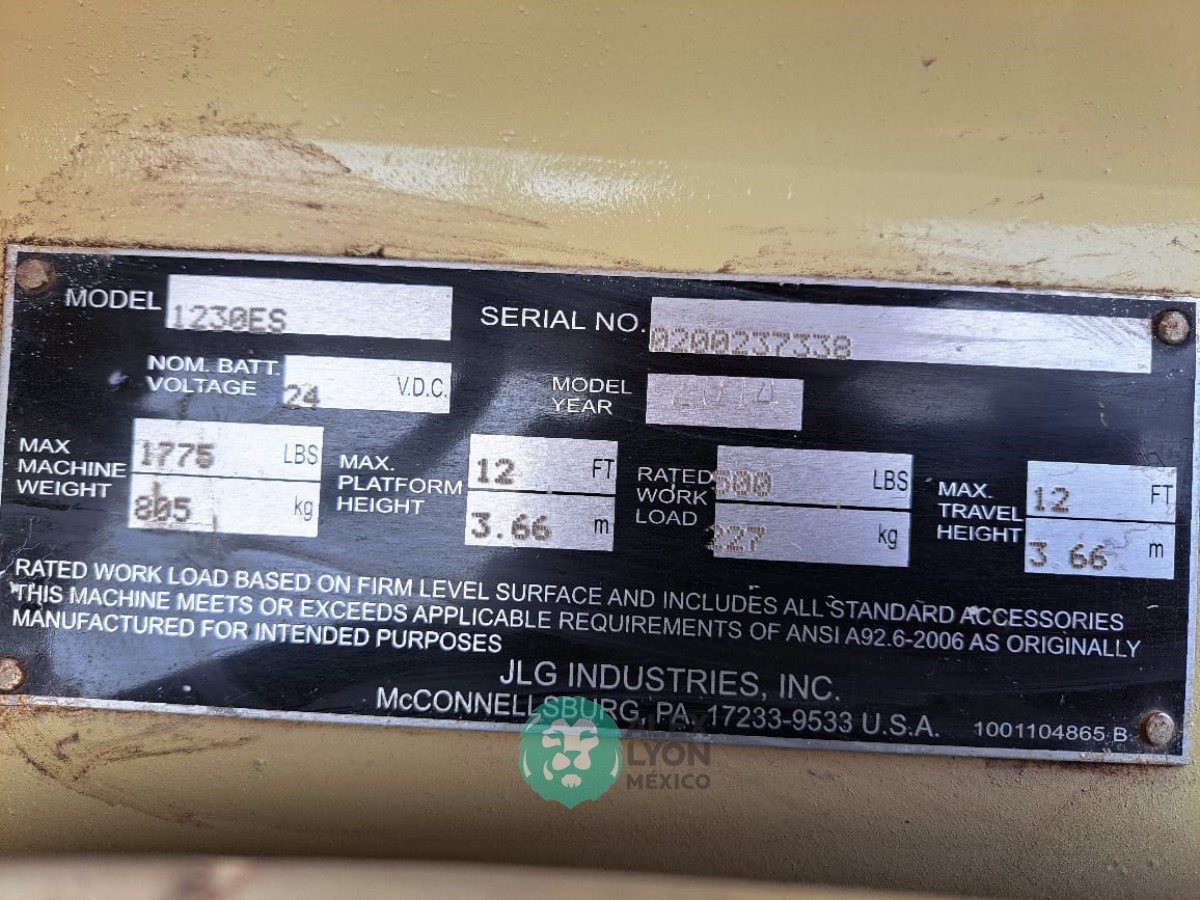 MODEL 1230ES SERIAL NO. 0200237338
NOM. BATT. VOLTAGE 24 V.D.C. MODEL YEAR 2014
MAX MACHINE WEIGHT 1775 LBS 805 kg
MAX. PLATFORM HEIGHT 12 FT 3.66 m
RATED WORK LOAD 500 LBS 227 kg
MAX. TRAVEL HEIGHT 12 FT 3.66 m
RATED WORK LOAD BASED ON FIRM LEVEL SURFACE AND INCLUDES ALL STANDARD ACCESSORIES
THIS MACHINE MEETS OR EXCEEDS APPLICABLE REQUIREMENTS OF ANSI A92.6-2006 AS ORIGINALLY
MANUFACTURED FOR INTENDED PURPOSES
JLG INDUSTRIES, INC.
McCONNELLSBURG, PA. 17233-9533 U.S.A. 1001104865 B
ALEX
LYON
MÉXICO